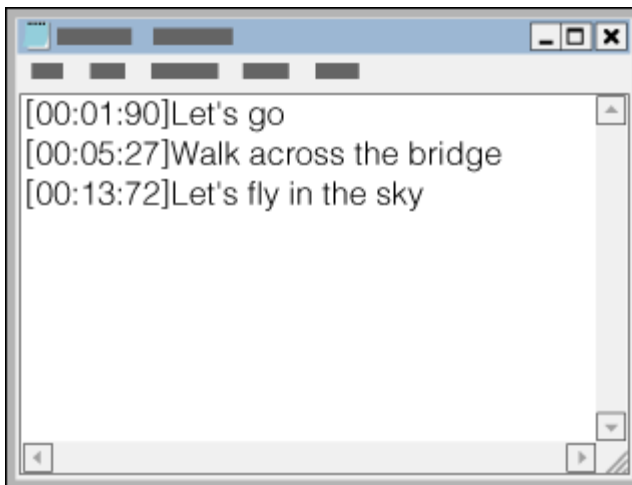 [00:01:90]Let's go
[00:05:27]Walk across the bridge
[00:13:72]Let's fly in the sky